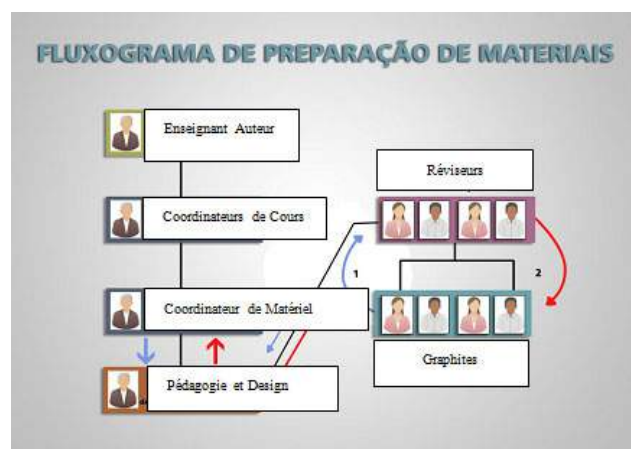 FLUXOGRAMA DE PREPARAÇÃO DE MATERIAIS
Enseignant Auteur
Réviseurs
Coordinateurs de Cours
1
2
Coordinateur de Matériel
Graphites
Pédagogie et Design